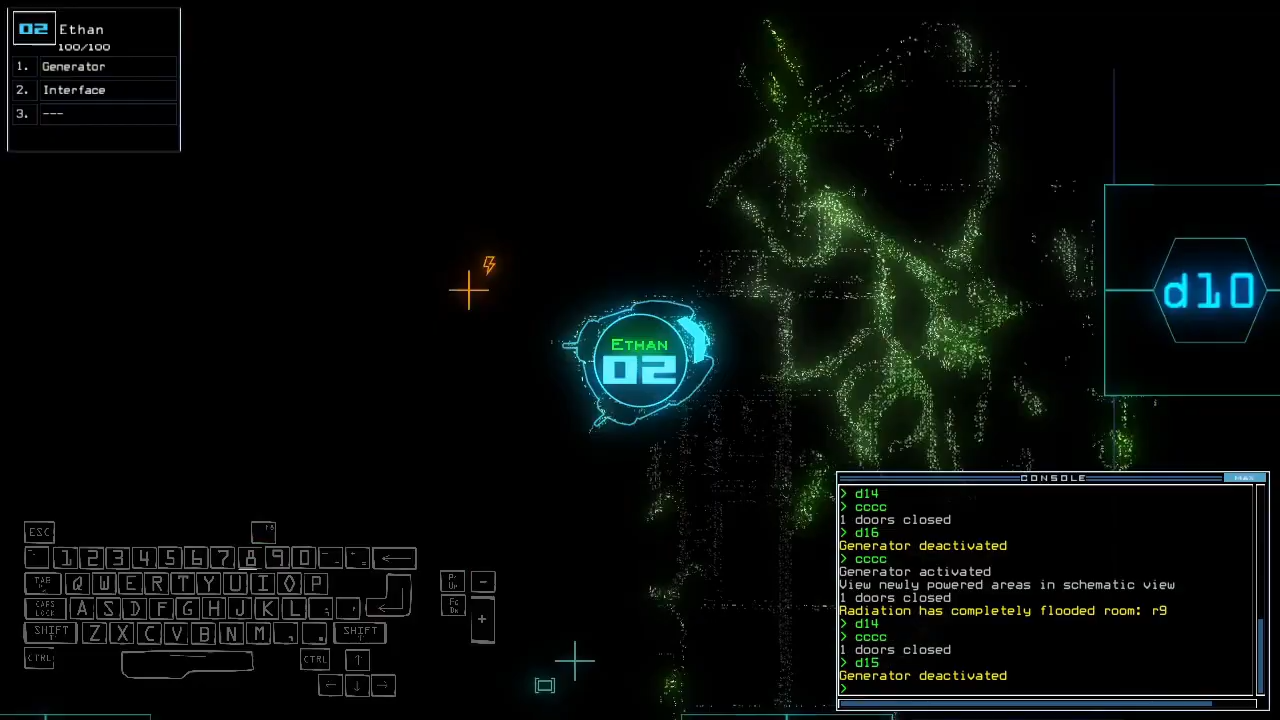 02 Ethan
100/100
1. Generator
2. Interface
3. ---
d10
ETHAN
02
CONSOLE
MAX
> d14
> cccc
1 doors closed
> d16
Generator deactivated
> cccc
Generator activated
View newly powered areas in schematic view
1 doors closed
Radiation has completely flooded room: r9
> d14
> cccc
1 doors closed
> d15
Generator deactivated
>
ESC
1 2 3 4 5 6 7 8 9 0 ←
TAB Q W E R T Y U I O P
CAPS LOCK A S D F G H J K L ; '
SHIFT Z X C V B N M , . SHIFT
CTRL CTRL ↑
← ↓ →
-
+